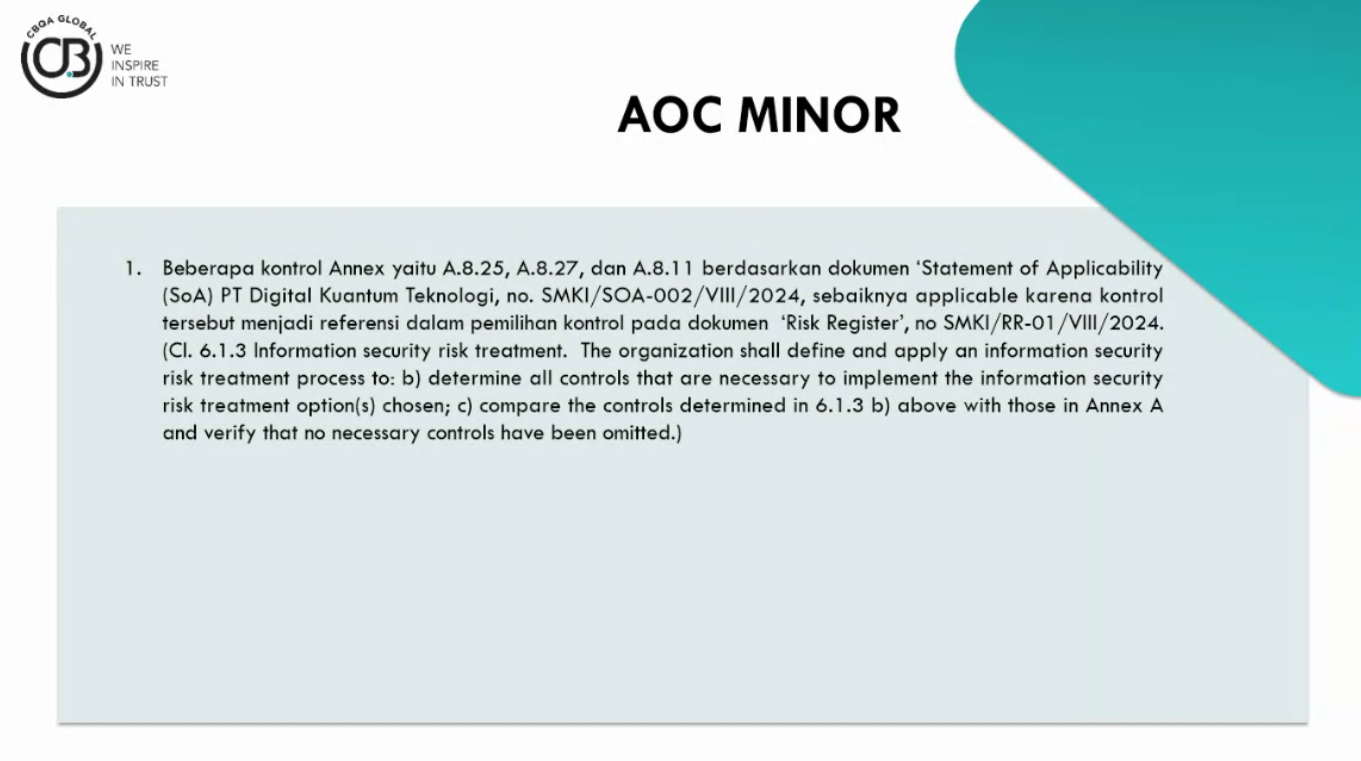 CBQA GLOBAL
CB
WE
INSPIRE
IN TRUST
AOC MINOR
1. Beberapa kontrol Annex yaitu A.8.25, A.8.27, dan A.8.11 berdasarkan dokumen ‘Statement of Applicability
(SoA) PT Digital Kuantum Teknologi, no. SMKI/SOA-002/VIII/2024, sebaiknya applicable karena kontrol
tersebut menjadi referensi dalam pemilihan kontrol pada dokumen ‘Risk Register’, no SMKI/RR-01/VIII/2024.
(Cl. 6.1.3 Information security risk treatment. The organization shall define and apply an information security
risk treatment process to: b) determine all controls that are necessary to implement the information security
risk treatment option(s) chosen; c) compare the controls determined in 6.1.3 b) above with those in Annex A
and verify that no necessary controls have been omitted.)